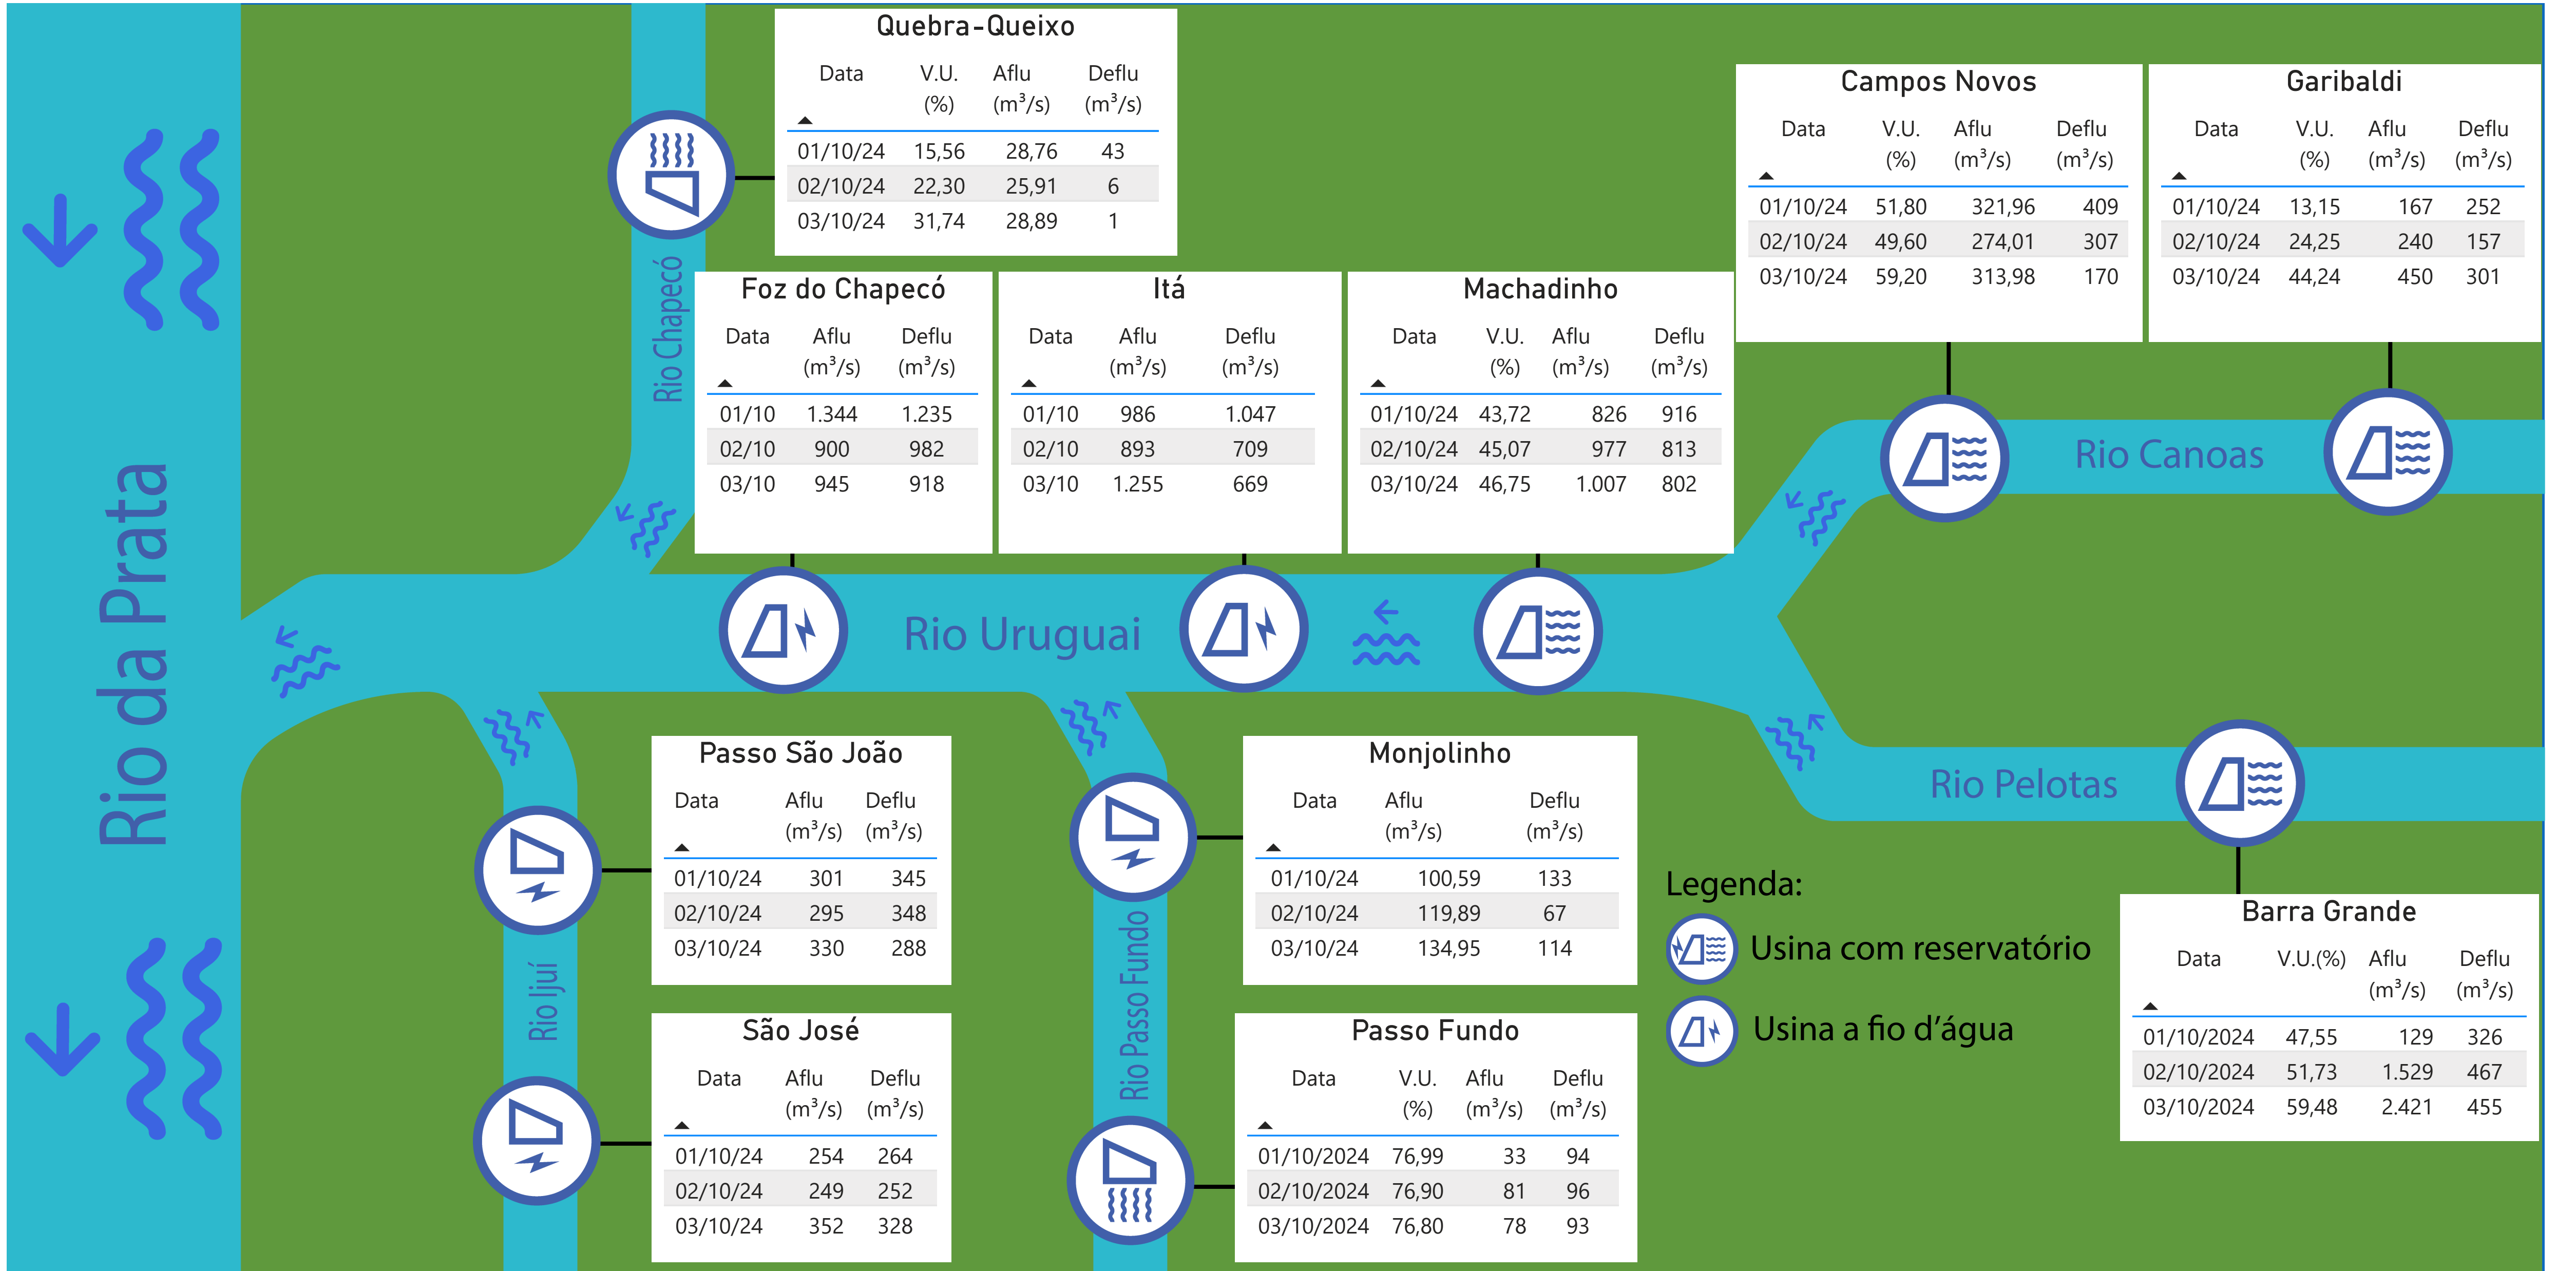 Quebra-Queixo
Data V.U. (%) Aflu (m³/s) Deflu (m³/s)
01/10/24 15,56 28,76 43
02/10/24 22,30 25,91 6
03/10/24 31,74 28,89 1
Campos Novos
Data V.U. (%) Aflu (m³/s) Deflu (m³/s)
01/10/24 51,80 321,96 409
02/10/24 49,60 274,01 307
03/10/24 59,20 313,98 170
Garibaldi
Data V.U. (%) Aflu (m³/s) Deflu (m³/s)
01/10/24 13,15 167 252
02/10/24 24,25 240 157
03/10/24 44,24 450 301
Rio Chapecó
Foz do Chapecó
Data Aflu (m³/s) Deflu (m³/s)
01/10 1.344 1.235
02/10 900 982
03/10 945 918
Itá
Data Aflu (m³/s) Deflu (m³/s)
01/10 986 1.047
02/10 893 709
03/10 1.255 669
Machadinho
Data V.U. (%) Aflu (m³/s) Deflu (m³/s)
01/10/24 43,72 826 916
02/10/24 45,07 977 813
03/10/24 46,75 1.007 802
Rio Canoas
Rio da Prata
Rio Uruguai
Rio Pelotas
Passo São João
Data Aflu (m³/s) Deflu (m³/s)
01/10/24 301 345
02/10/24 295 348
03/10/24 330 288
Monjolinho
Data Aflu (m³/s) Deflu (m³/s)
01/10/24 100,59 133
02/10/24 119,89 67
03/10/24 134,95 114
Legenda:
Usina com reservatório
Usina a fio d'água
Barra Grande
Data V.U.(%) Aflu (m³/s) Deflu (m³/s)
01/10/2024 47,55 129 326
02/10/2024 51,73 1.529 467
03/10/2024 59,48 2.421 455
Rio Ijuí
São José
Data Aflu (m³/s) Deflu (m³/s)
01/10/24 254 264
02/10/24 249 252
03/10/24 352 328
Rio Passo Fundo
Passo Fundo
Data V.U. (%) Aflu (m³/s) Deflu (m³/s)
01/10/2024 76,99 33 94
02/10/2024 76,90 81 96
03/10/2024 76,80 78 93